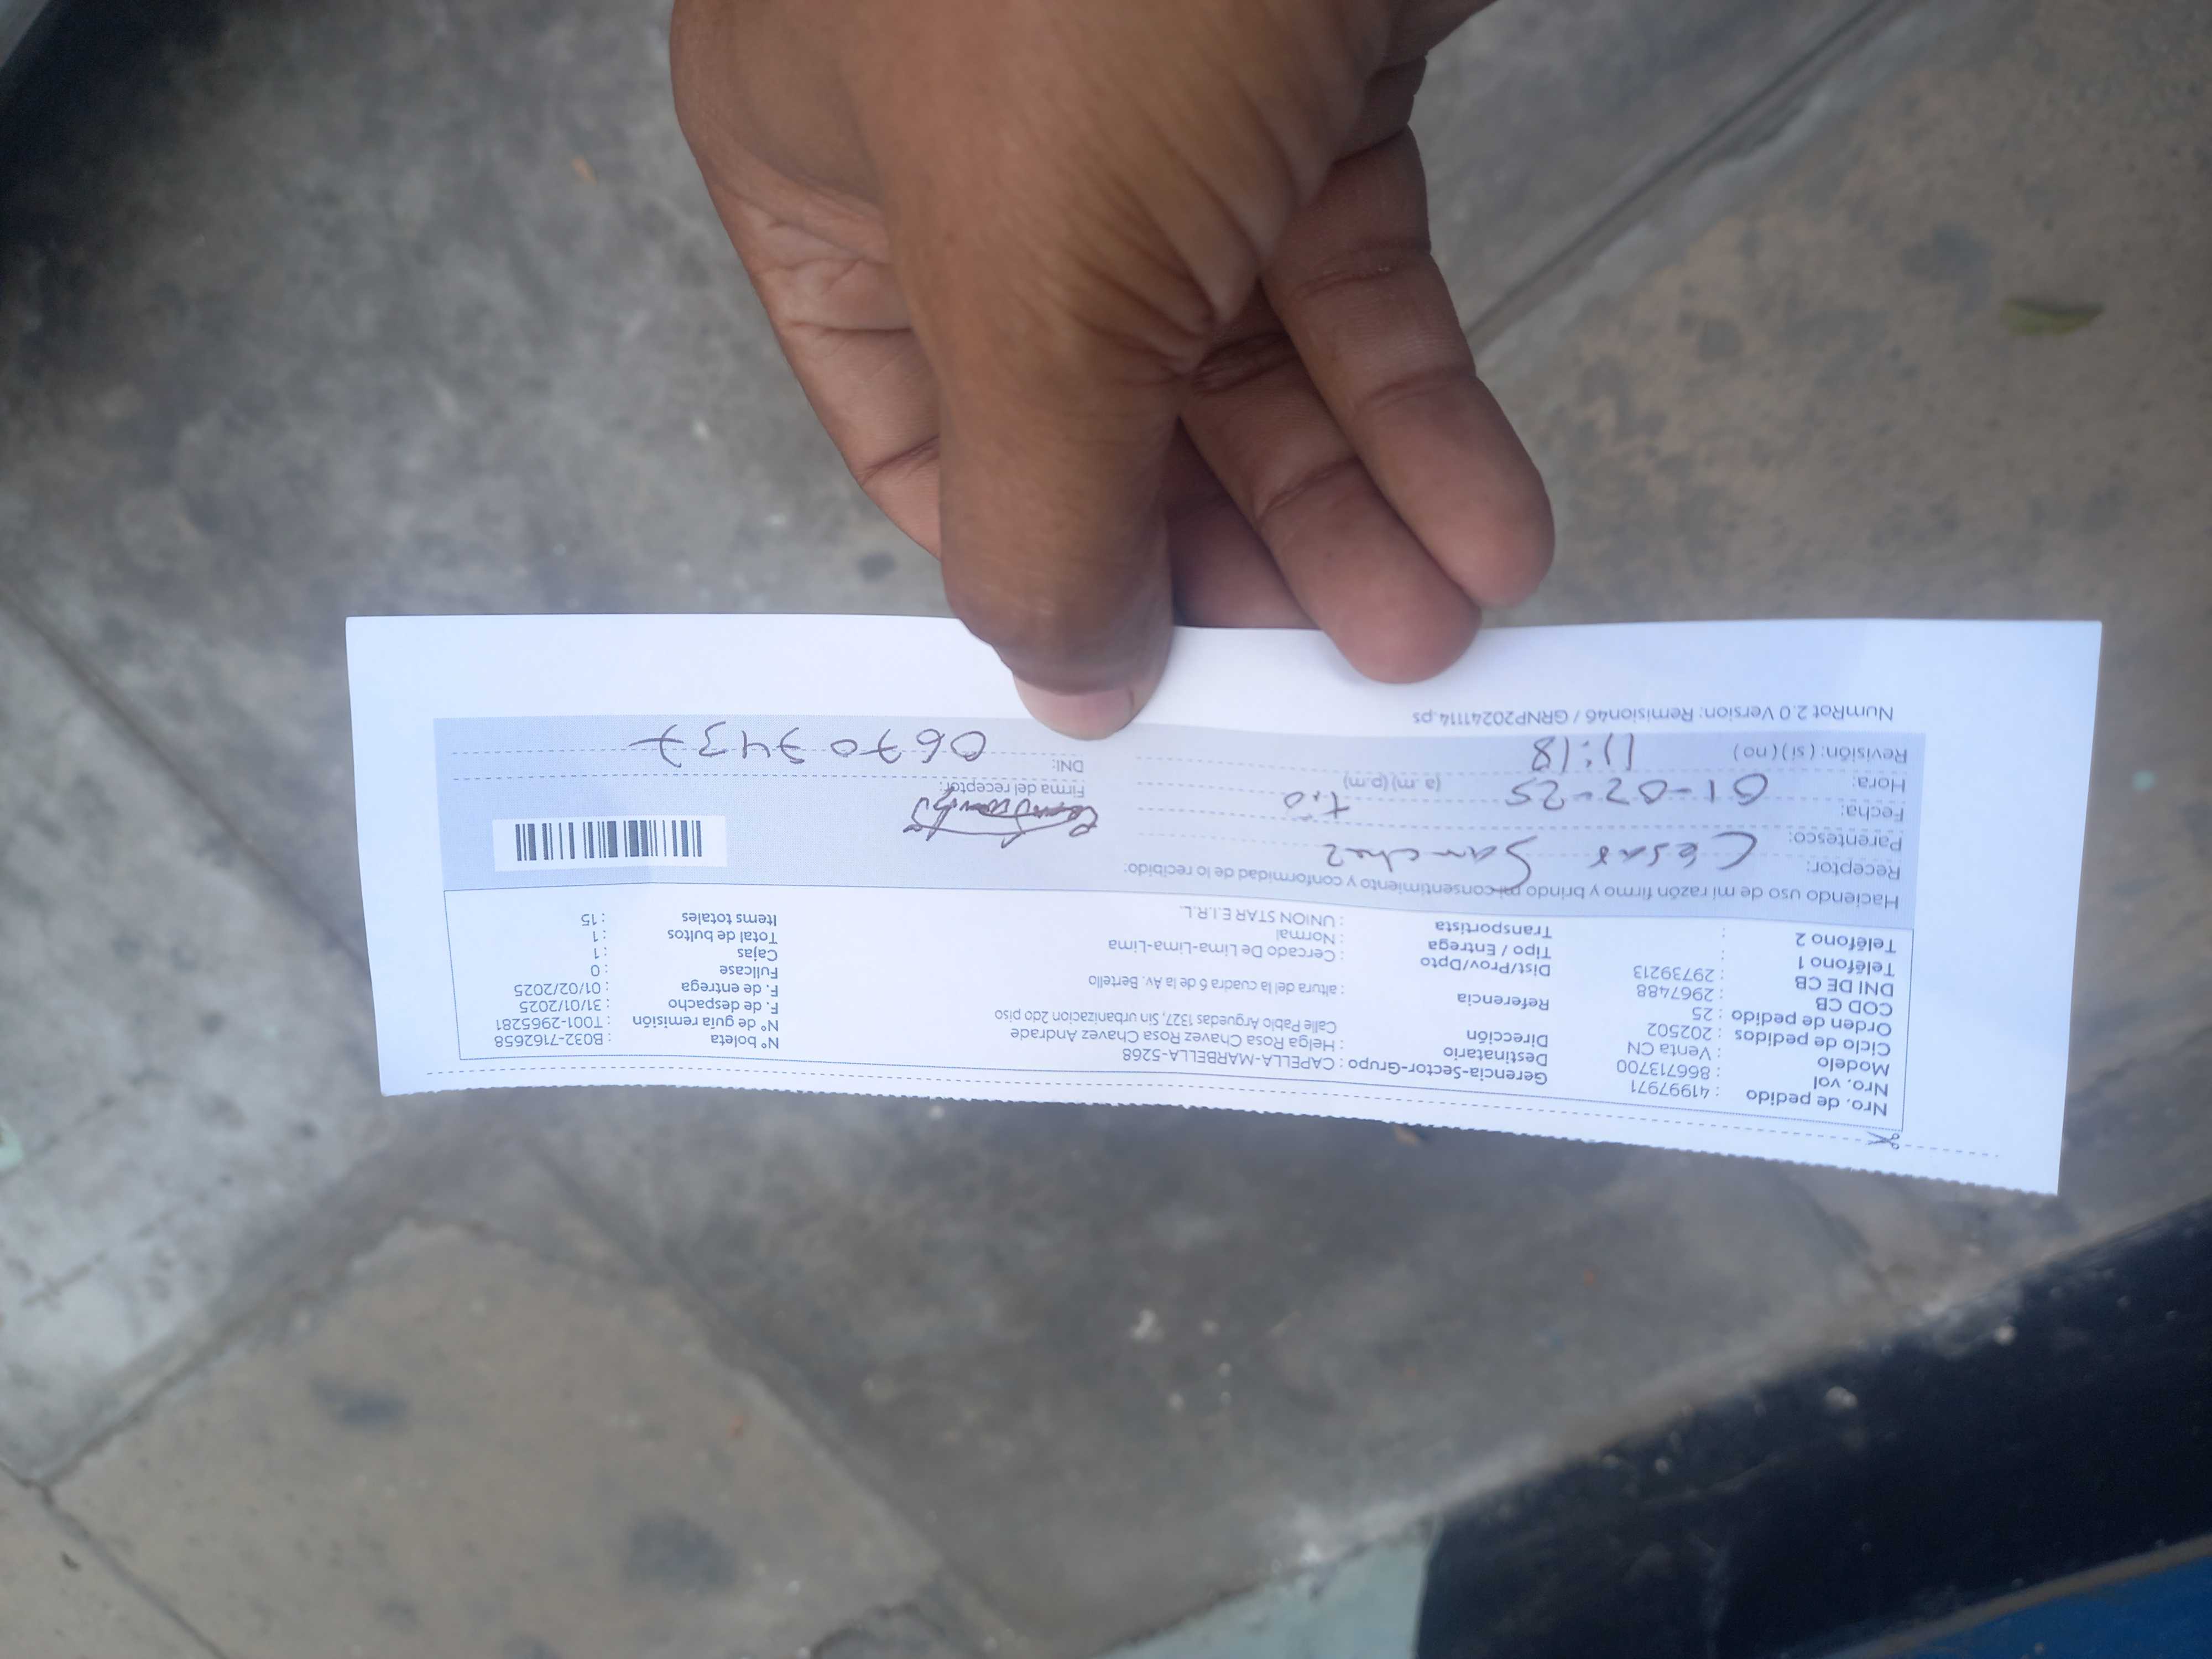 Nro. de pedido : 41997971
Nro. vol : 866713700
Modelo : Venta CN
Ciclo de pedidos : 202502
Orden de pedido : 25
COD CB : 2967488
DNI DE CB : 29739213
Teléfono 1 :
Teléfono 2 :
Gerencia-Sector-Grupo : CAPELLA-MARBELLA-5268
Destinatario : Helga Rosa Chavez Rosa Chavez Andrade
Dirección Calle Pablo Arguedas 1327, Sin urbanizacion 2do piso
Referencia : altura del la cuadra 6 de la Av. Bertello
Dist/Prov/Dpto : Cercado De Lima-Lima-Lima
Tipo / Entrega : Normal
Transportista : UNION STAR E.I.R.L.
N° boleta : B032-7162658
N° de guía remisión : T001-2965281
F. de despacho : 31/01/2025
F. de entrega : 01/02/2025
Fullcase : 0
Cajas : 1
Total de bultos : 1
Items totales : 15
Haciendo uso de mi razón firmo y brindo mi consentimiento y conformidad de lo recibido:
Receptor: Cesar Sanchez
Parentesco: tio
Fecha: 01-02-25
Hora: 11:18 (a.m) (p.m)
Revisión: (si) (no)
Firma del receptor:
DNI: 06703437
NumRot 2.0 Version: Remision46 / GRNP20241114.ps